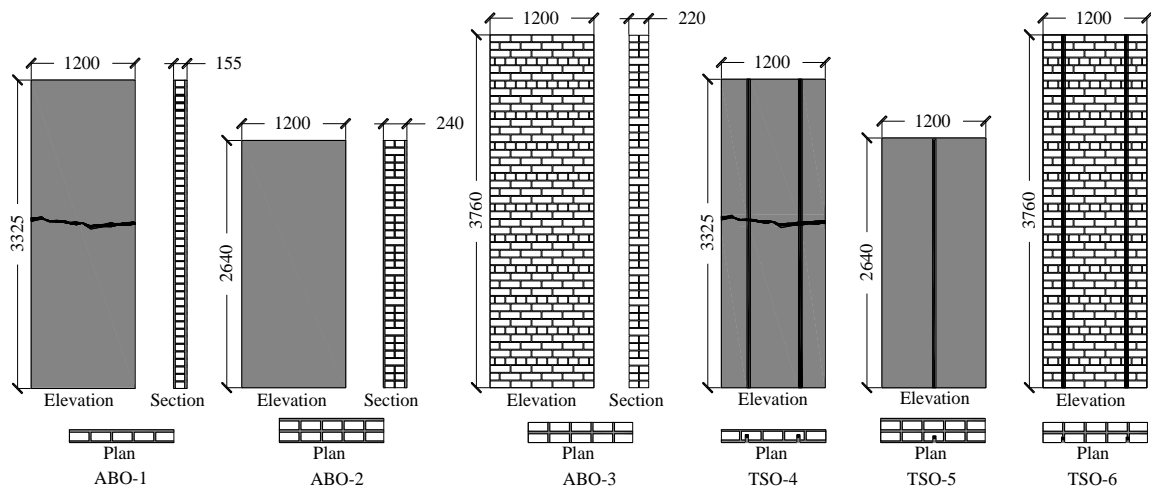 1200
155
3325
Elevation
Section
Plan
ABO-1
1200
240
2640
Elevation
Section
Plan
ABO-2
1200
220
3760
Elevation
Section
Plan
ABO-3
1200
3325
Elevation
Plan
TSO-4
1200
2640
Elevation
Plan
TSO-5
1200
3760
Elevation
Plan
TSO-6